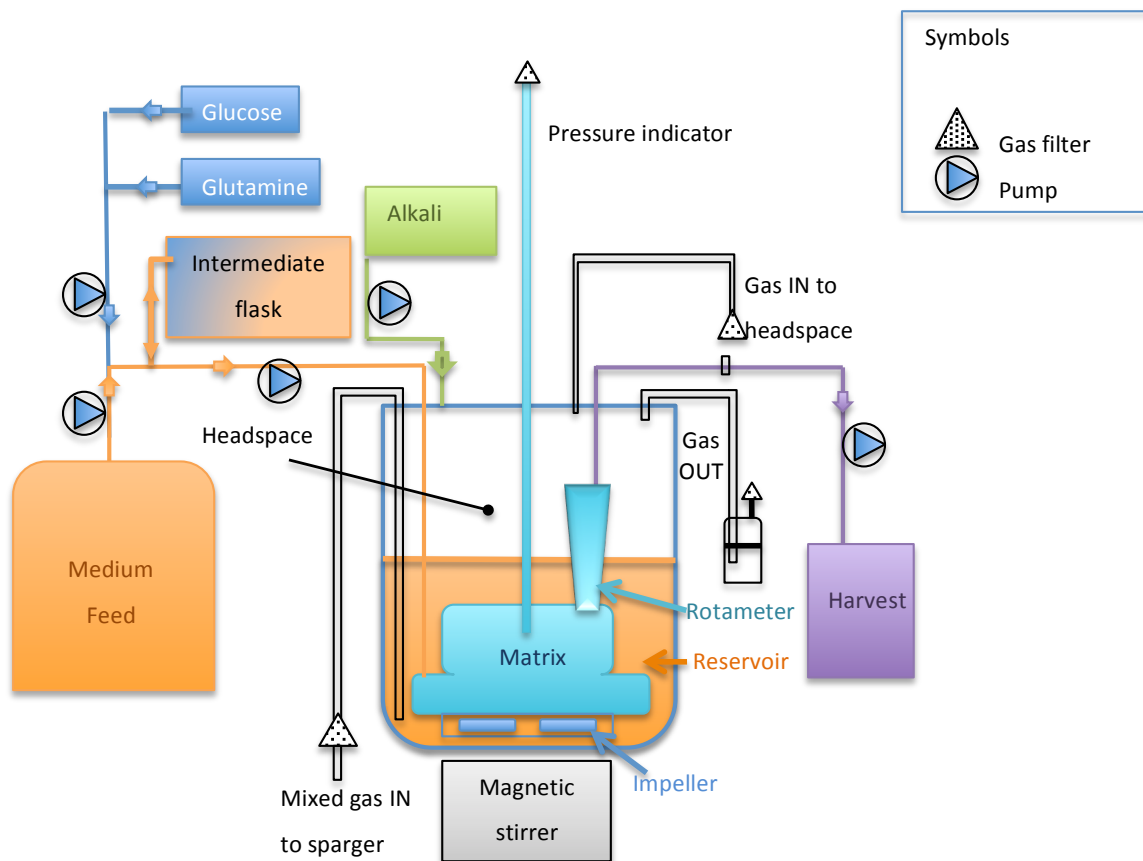 Symbols
Gas filter
Pump
Glucose
Glutamine
Pressure indicator
Alkali
Intermediate
flask
Gas IN to
headspace
Headspace
Gas
OUT
Medium
Feed
Rotameter
Harvest
Matrix
Reservoir
Impeller
Mixed gas IN
to sparger
Magnetic
stirrer